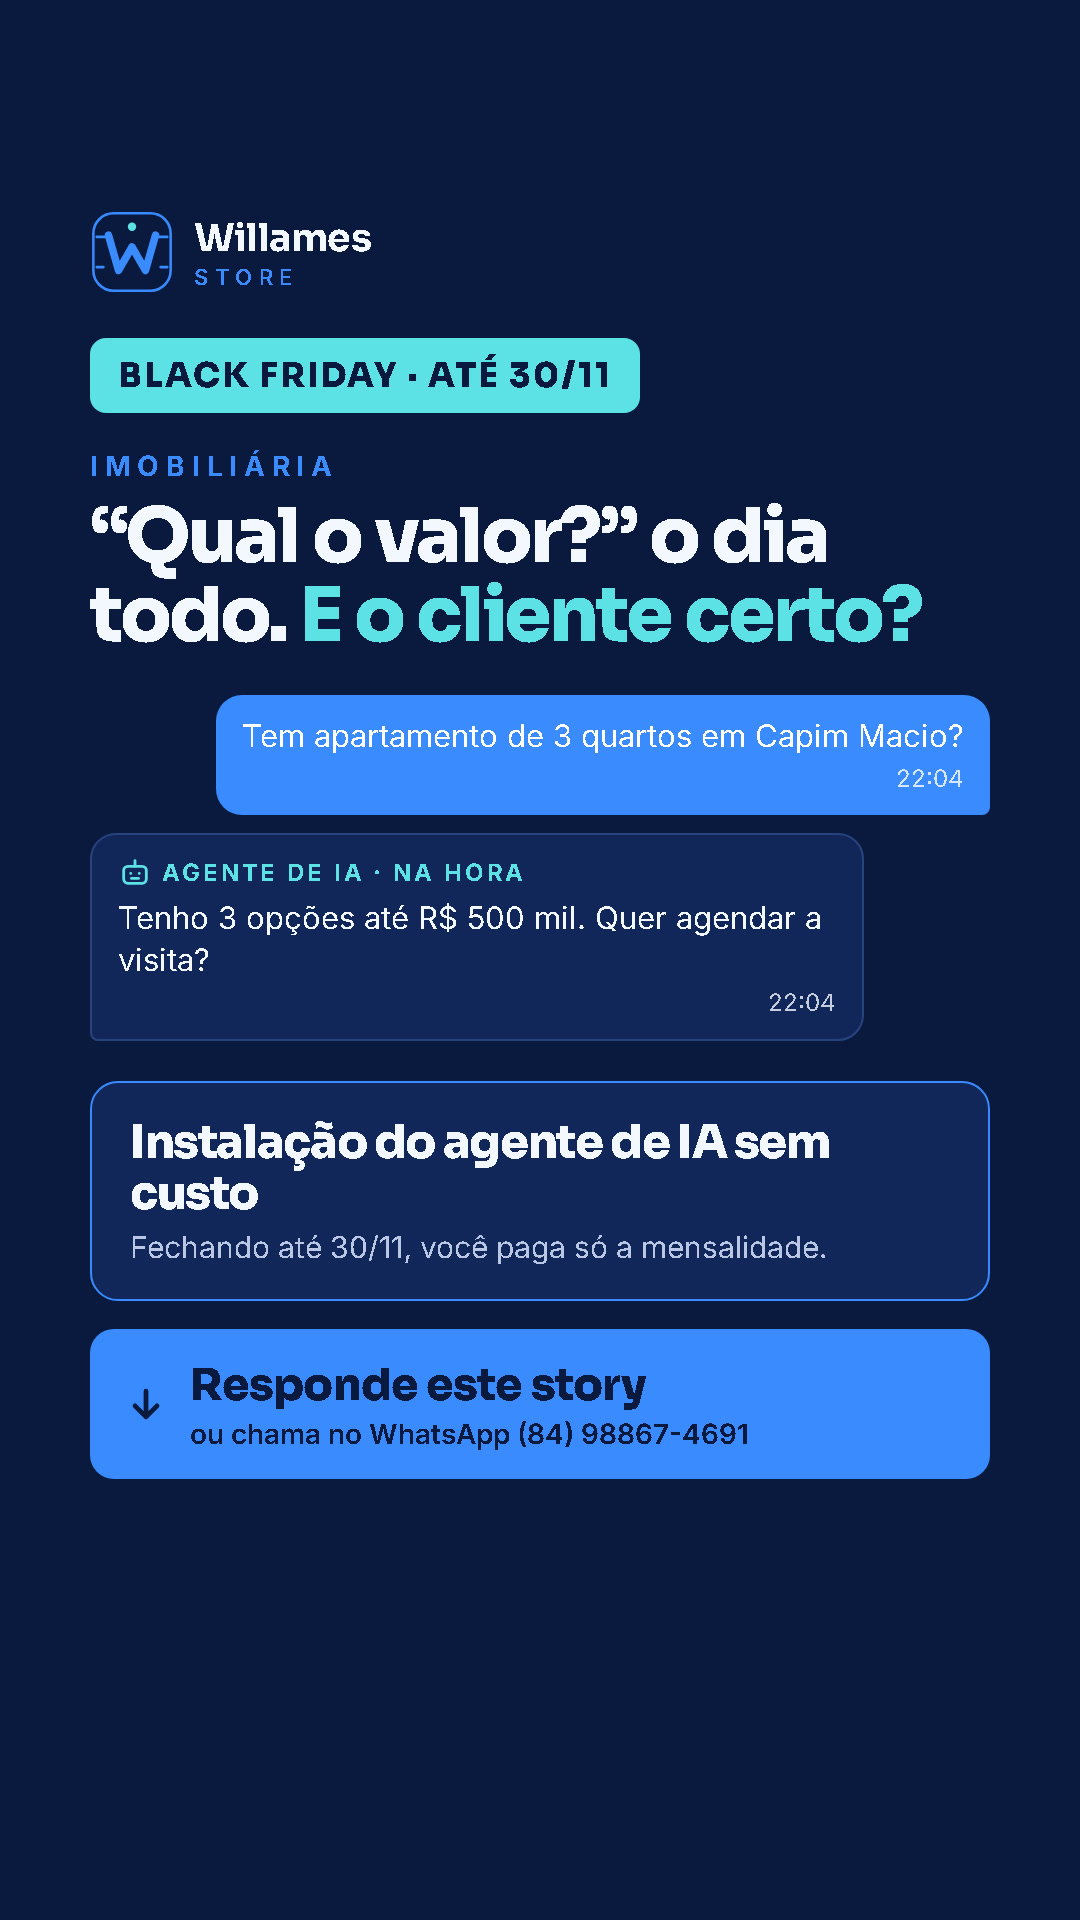 Willames
STORE
BLACK FRIDAY · ATÉ 30/11
IMOBILIÁRIA
“Qual o valor?” o dia
todo. E o cliente certo?
Tem apartamento de 3 quartos em Capim Macio?
22:04
AGENTE DE IA · NA HORA
Tenho 3 opções até R$ 500 mil. Quer agendar a
visita?
22:04
Instalação do agente de IA sem
custo
Fechando até 30/11, você paga só a mensalidade.
Responde este story
ou chama no WhatsApp (84) 98867-4691